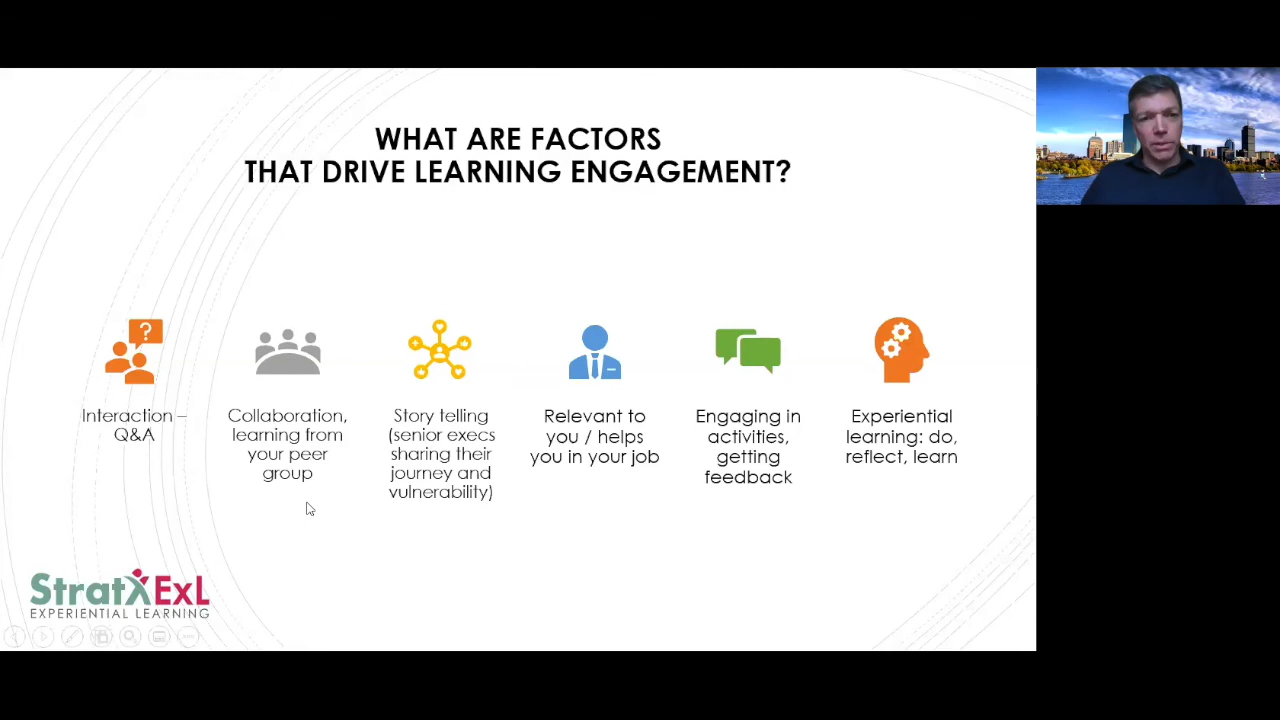 WHAT ARE FACTORS
THAT DRIVE LEARNING ENGAGEMENT?
?
Interaction –
Q&A
Collaboration,
learning from
your peer
group
Story telling
(senior execs
sharing their
journey and
vulnerability)
Relevant to
you / helps
you in your job
Engaging in
activities,
getting
feedback
Experiential
learning: do,
reflect, learn
StratXExL
EXPERIENTIAL LEARNING